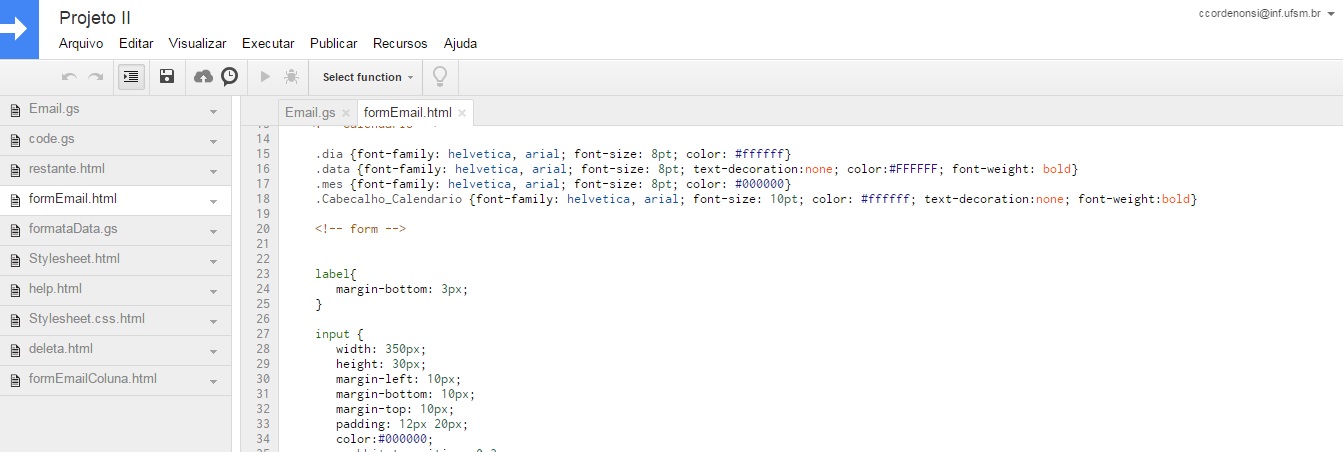 Projeto II
ccordenonsi@inf.ufsm.br
Arquivo Editar Visualizar Executar Publicar Recursos Ajuda
Select function
Email.gs
code.gs
restante.html
formEmail.html
formataData.gs
Stylesheet.html
help.html
Stylesheet.css.html
deleta.html
formEmailColuna.html
Email.gs × formEmail.html ×
14
15 .dia {font-family: helvetica, arial; font-size: 8pt; color: #ffffff}
16 .data {font-family: helvetica, arial; font-size: 8pt; text-decoration:none; color:#FFFFFF; font-weight: bold}
17 .mes {font-family: helvetica, arial; font-size: 8pt; color: #000000}
18 .Cabecalho_Calendario {font-family: helvetica, arial; font-size: 10pt; color: #ffffff; text-decoration:none; font-weight:bold}
19
20 <!-- form -->
21
22
23 label{
24 margin-bottom: 3px;
25 }
26
27 input {
28 width: 350px;
29 height: 30px;
30 margin-left: 10px;
31 margin-bottom: 10px;
32 margin-top: 10px;
33 padding: 12px 20px;
34 color:#000000;